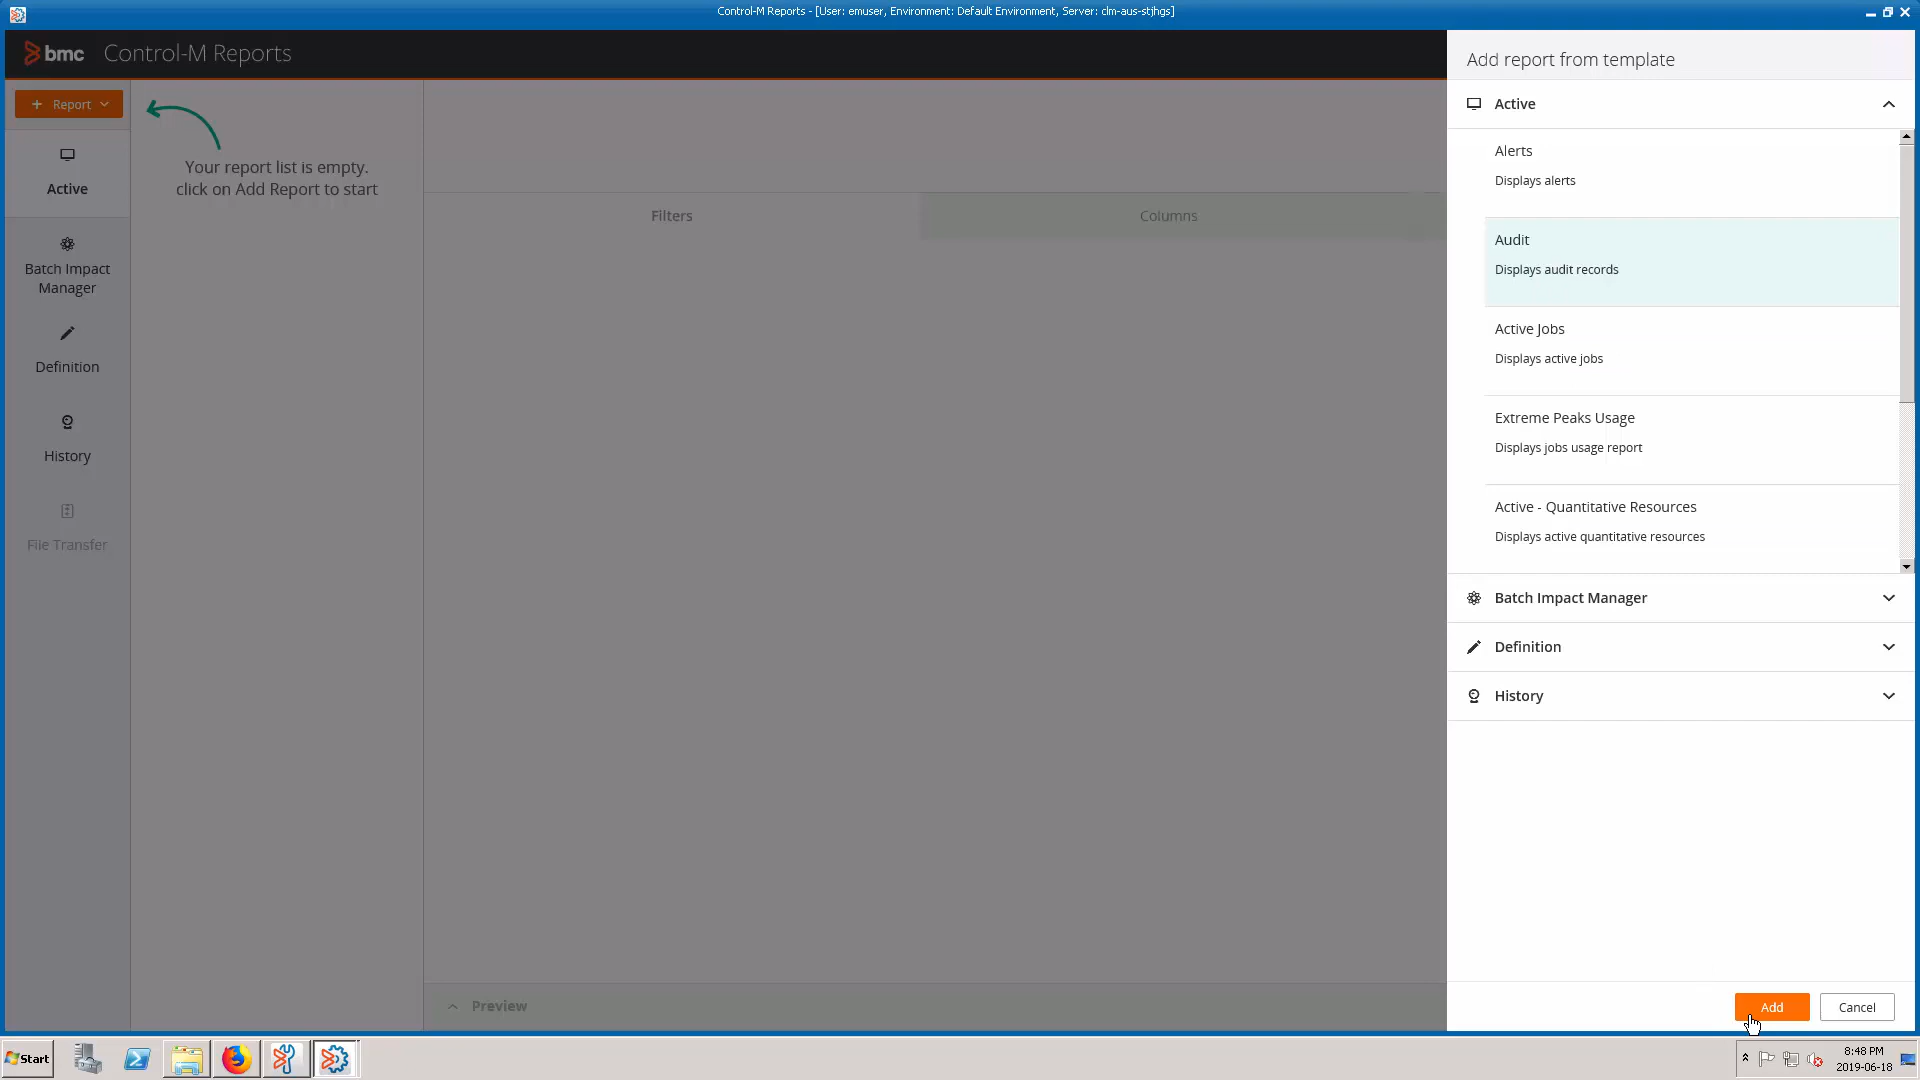 Control-M Reports - [User: emuser, Environment: Default Environment, Server: clm-aus-stjhgs]
bmc Control-M Reports
+ Report
Your report list is empty.
click on Add Report to start
Active
Batch Impact
Manager
Definition
History
File Transfer
Filters
Columns
Preview
Add report from template
Active
Alerts
Displays alerts
Audit
Displays audit records
Active Jobs
Displays active jobs
Extreme Peaks Usage
Displays jobs usage report
Active - Quantitative Resources
Displays active quantitative resources
Batch Impact Manager
Definition
History
Add
Cancel
Start
8:48 PM
2019-06-18